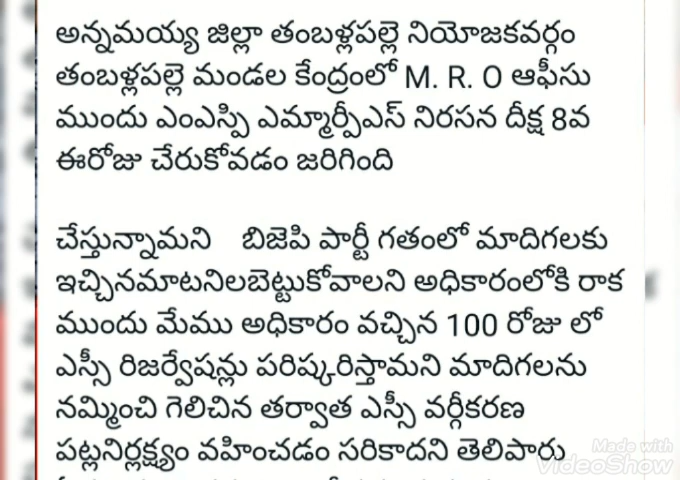 అన్నమయ్య జిల్లా తంబళ్లపల్లె నియోజకవర్గం
తంబళ్లపల్లె మండల కేంద్రంలో M. R. O ఆఫీసు
ముందు ఎంఎస్పి ఎమ్మార్పీఎస్ నిరసన దీక్ష 8వ
ఈరోజు చేరుకోవడం జరిగింది
చేస్తున్నామని బిజెపి పార్టీ గతంలో మాదిగలకు
ఇచ్చినమాటనిలబెట్టుకోవాలని అధికారంలోకి రాక
ముందు మేము అధికారం వచ్చిన 100 రోజు లో
ఎస్సీ రిజర్వేషన్లు పరిష్కరిస్తామని మాదిగలను
నమ్మించి గెలిచిన తర్వాత ఎస్సీ వర్గీకరణ
పట్లనిర్లక్ష్యం వహించడం సరికాదని తెలిపారు
Made with
VideoShow